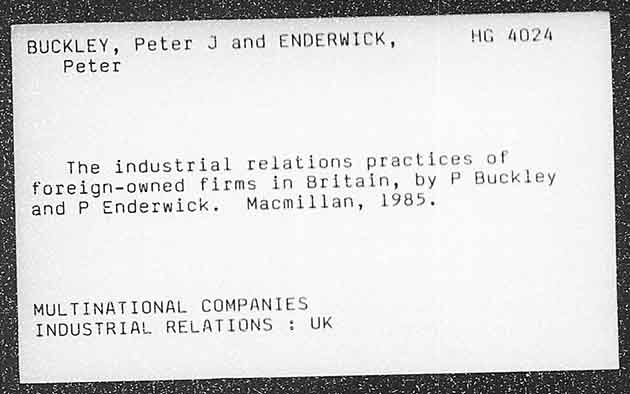 BUCKLEY, Peter J and ENDERWICK, HG 4024
Peter
The industrial relations practices of
foreign-owned firms in Britain, by P Buckley
and P Enderwick. Macmillan, 1985.
MULTINATIONAL COMPANIES
INDUSTRIAL RELATIONS : UK